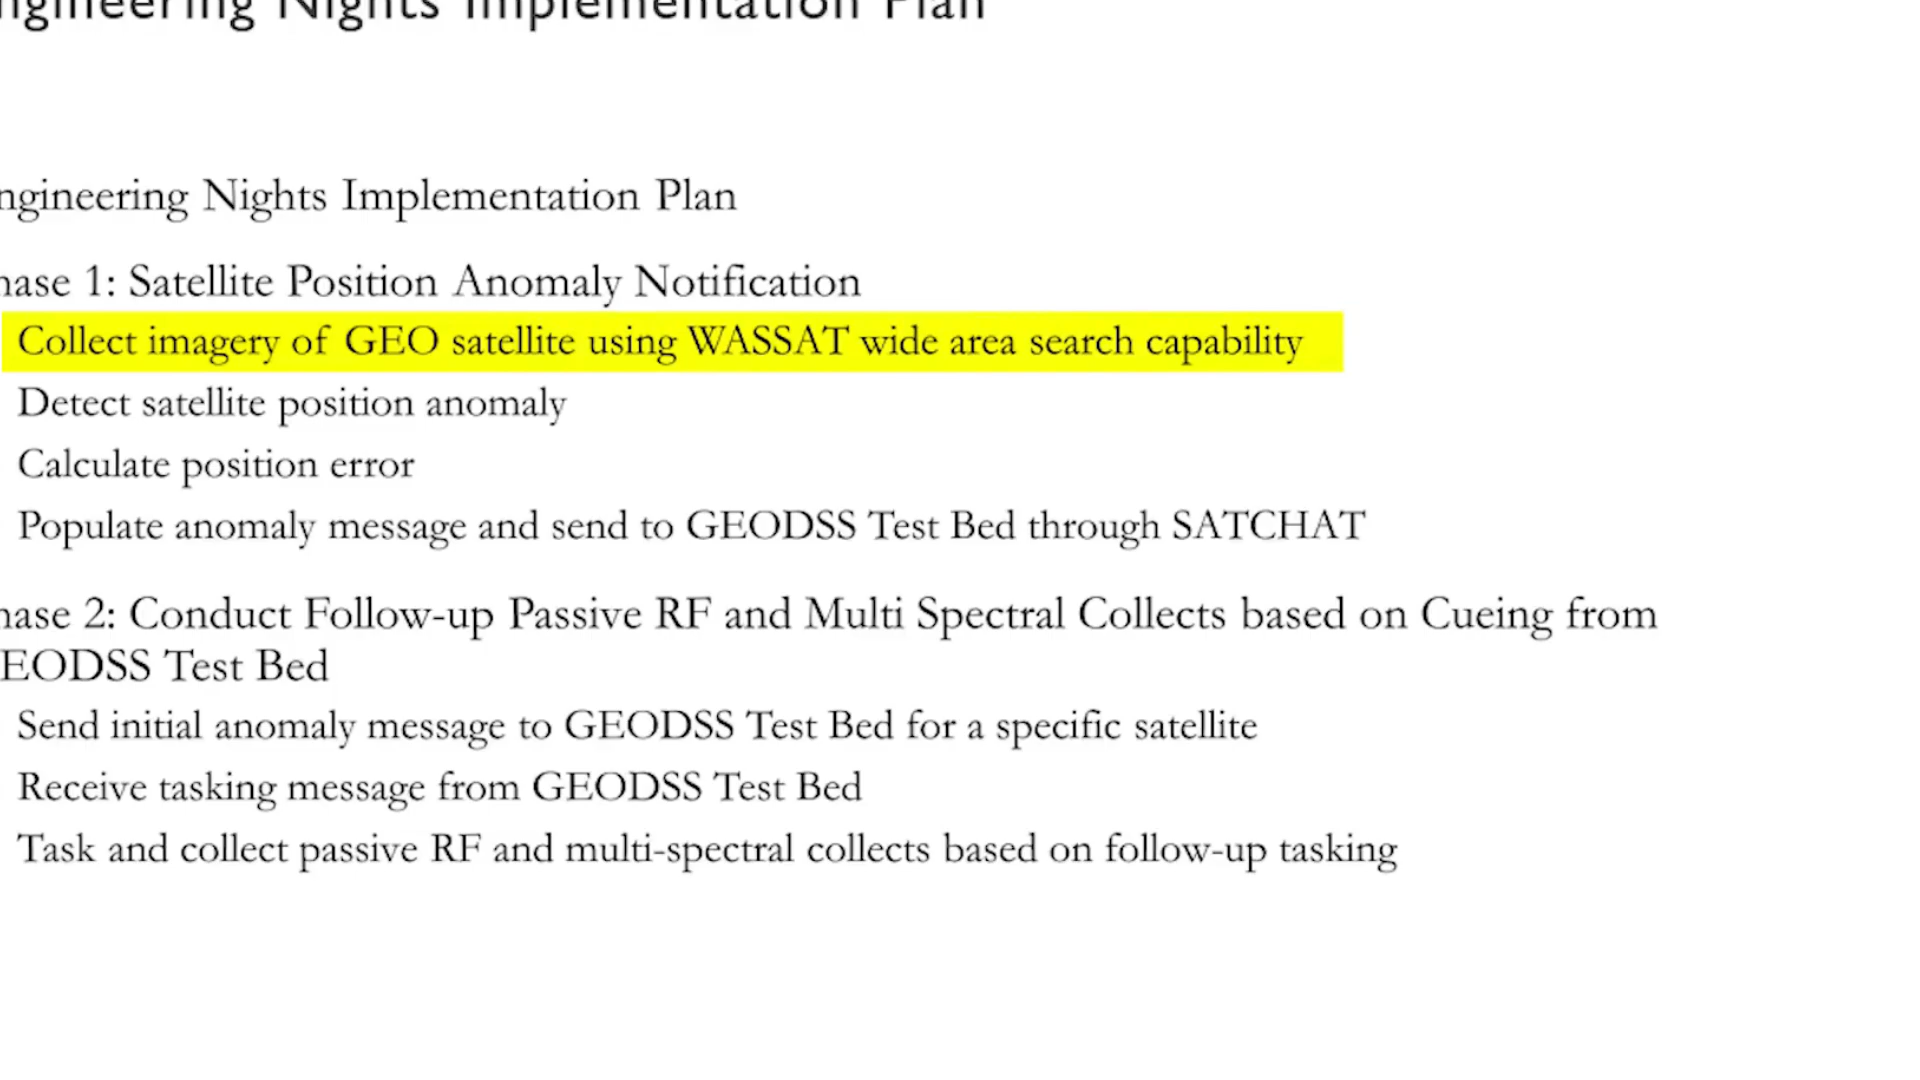 ngineering Nights Implementation Plan
ngineering Nights Implementation Plan
hase 1: Satellite Position Anomaly Notification
Collect imagery of GEO satellite using WASSAT wide area search capability
Detect satellite position anomaly
Calculate position error
Populate anomaly message and send to GEODSS Test Bed through SATCHAT
hase 2: Conduct Follow-up Passive RF and Multi Spectral Collects based on Cueing from
EODSS Test Bed
Send initial anomaly message to GEODSS Test Bed for a specific satellite
Receive tasking message from GEODSS Test Bed
Task and collect passive RF and multi-spectral collects based on follow-up tasking